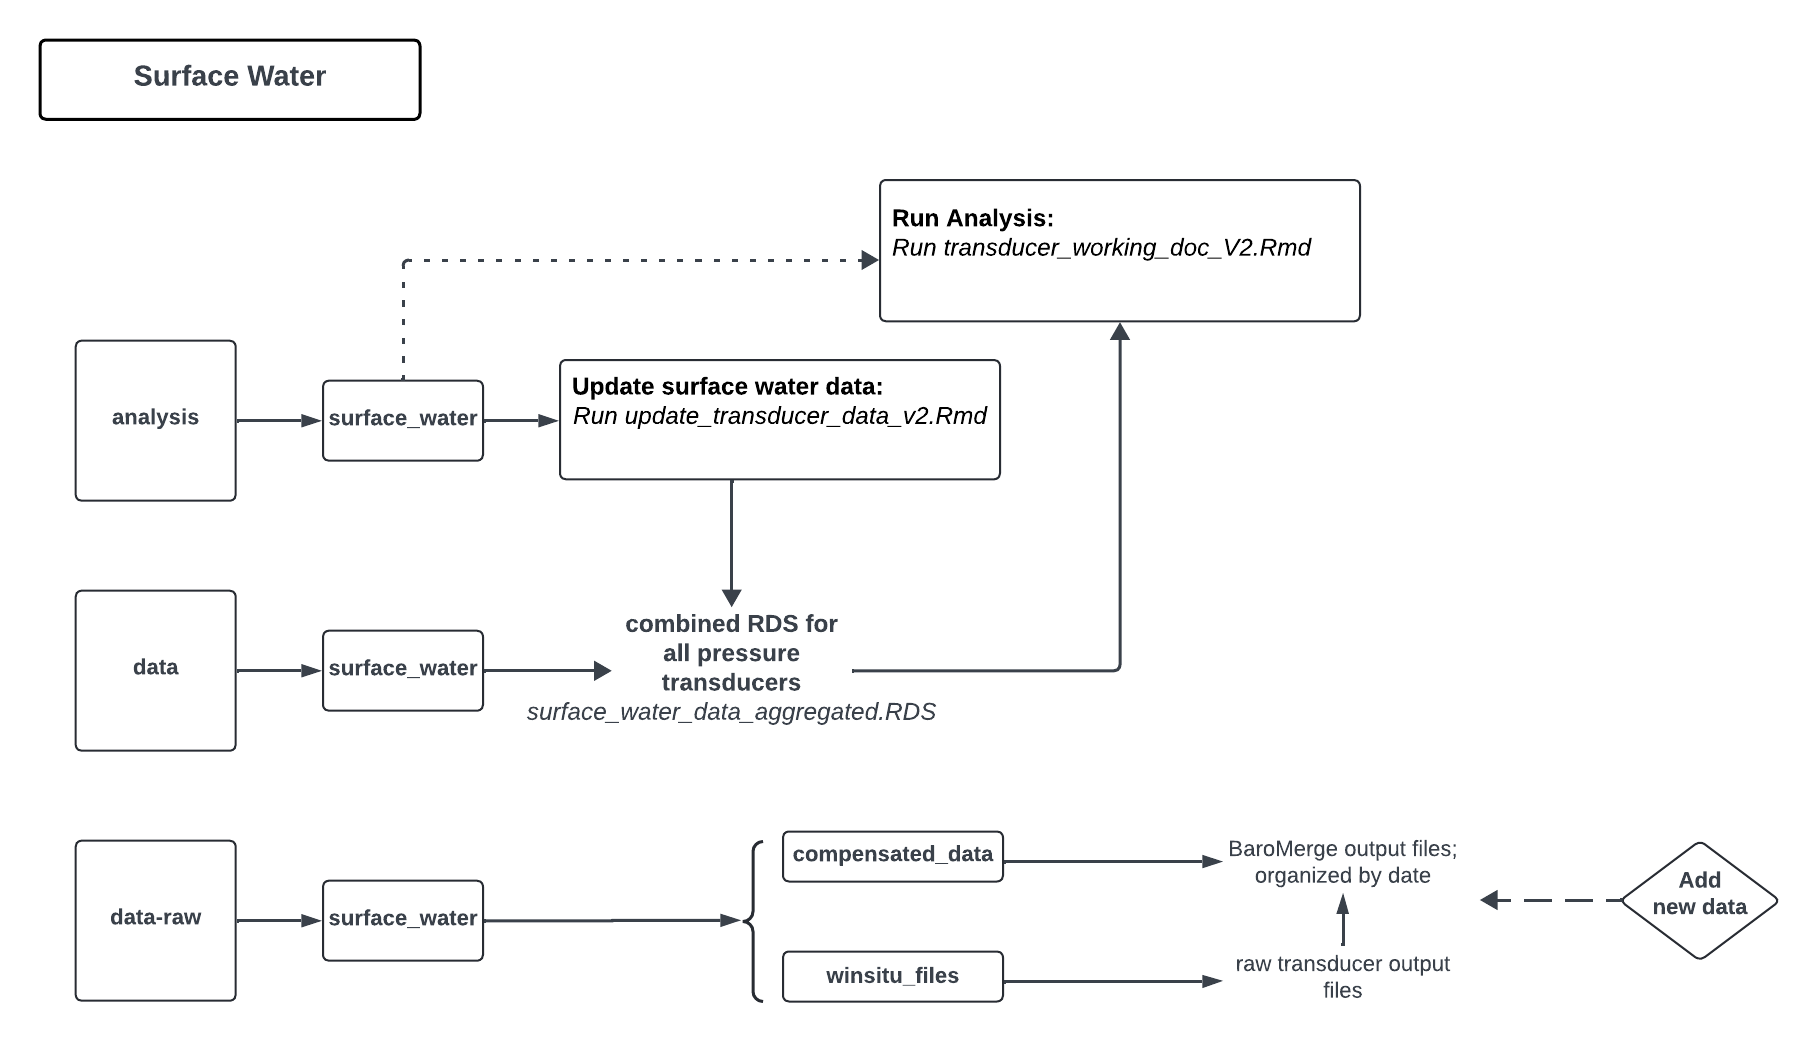 Surface Water
Run Analysis:
Run transducer_working_doc_V2.Rmd
analysis
surface_water
Update surface water data:
Run update_transducer_data_v2.Rmd
data
surface_water
combined RDS for
all pressure
transducers
surface_water_data_aggregated.RDS
data-raw
surface_water
compensated_data
BaroMerge output files;
organized by date
winsitu_files
raw transducer output
files
Add
new data